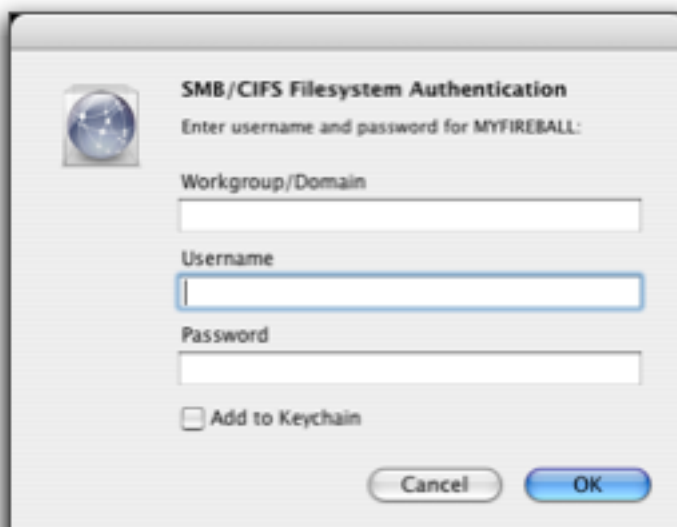 SMB/CIFS Filesystem Authentication
Enter username and password for MYFIREBALL:
Workgroup/Domain
Username
Password
Add to Keychain
Cancel
OK